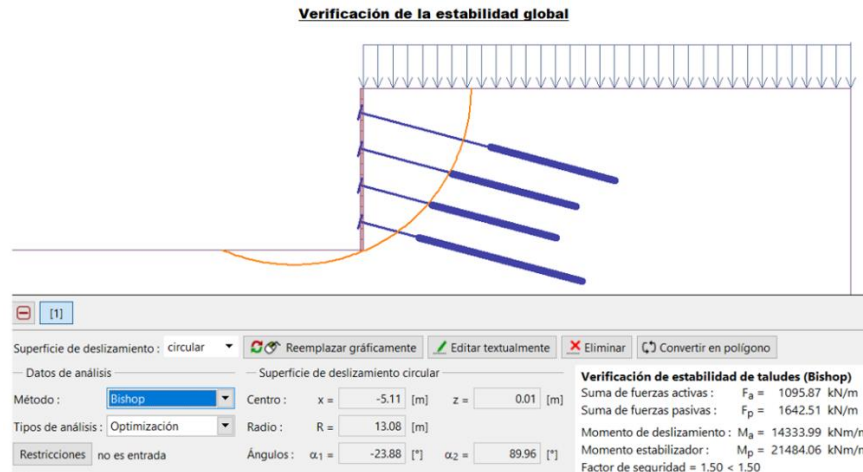 Verificación de la estabilidad global
[1]
Superficie de deslizamiento : circular Reemplazar gráficamente Editar textualmente Eliminar Convertir en polígono
Datos de análisis
Método : Bishop
Tipos de análisis : Optimización
Restricciones no es entrada
Superficie de deslizamiento circular
Centro : x = -5.11 [m] z = 0.01 [m]
Radio : R = 13.08 [m]
Ángulos : α1 = -23.88 [°] α2 = 89.96 [°]
Verificación de estabilidad de taludes (Bishop)
Suma de fuerzas activas : Fa = 1095.87 kN/m
Suma de fuerzas pasivas : Fp = 1642.51 kN/m
Momento de deslizamiento : Ma = 14333.99 kNm/m
Momento estabilizador : Mp = 21484.06 kNm/m
Factor de seguridad = 1.50 < 1.50